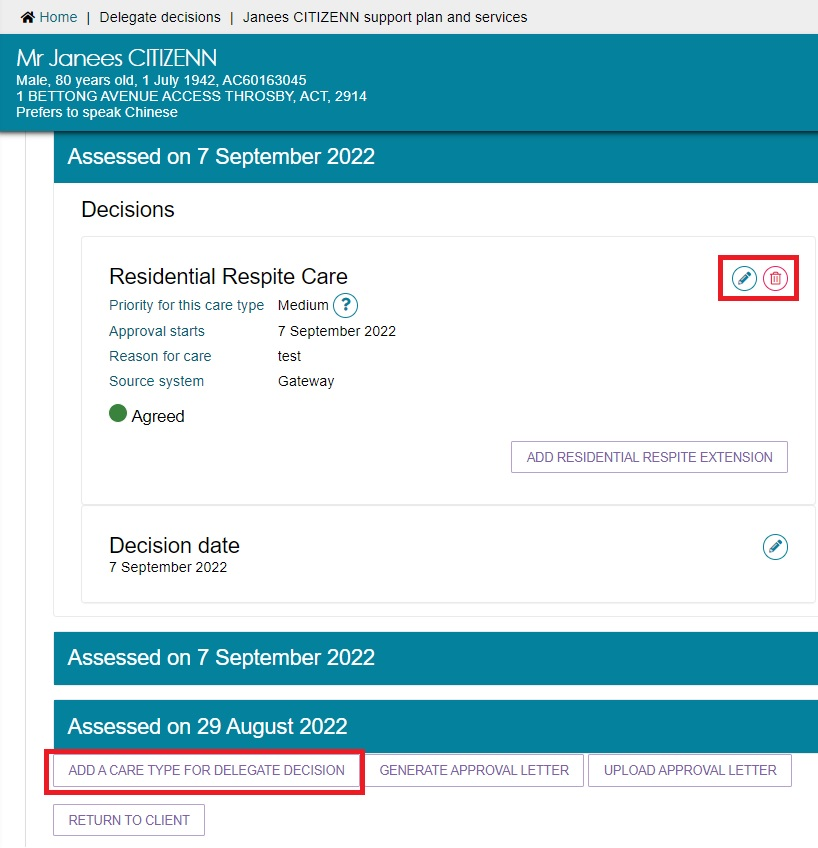 Home | Delegate decisions | Janees CITIZENN support plan and services
Mr Janees CITIZENN
Male, 80 years old, 1 July 1942, AC60163045
1 BETTONG AVENUE ACCESS THROSBY, ACT, 2914
Prefers to speak Chinese
Assessed on 7 September 2022
Decisions
Residential Respite Care
Priority for this care type Medium ?
Approval starts 7 September 2022
Reason for care test
Source system Gateway
Agreed
ADD RESIDENTIAL RESPITE EXTENSION
Decision date
7 September 2022
Assessed on 7 September 2022
Assessed on 29 August 2022
ADD A CARE TYPE FOR DELEGATE DECISION GENERATE APPROVAL LETTER UPLOAD APPROVAL LETTER
RETURN TO CLIENT